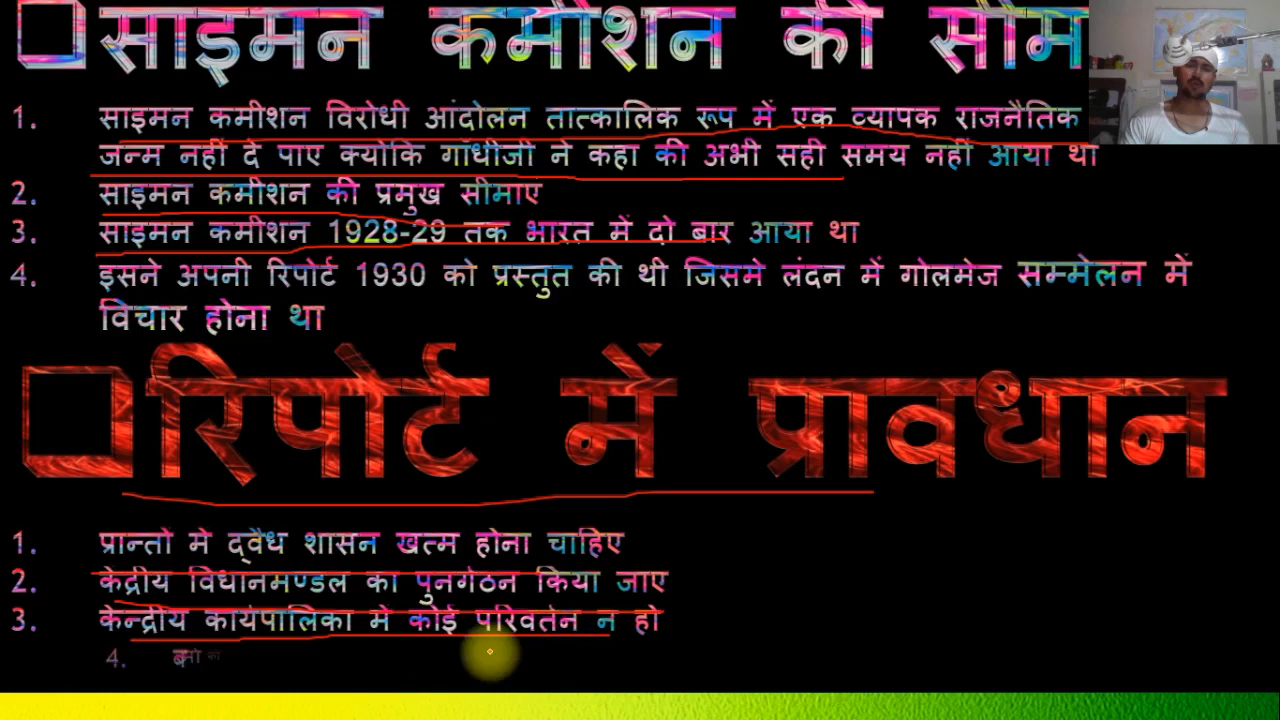 साइमन कमीशन की सीम
1. साइमन कमीशन विरोधी आंदोलन तात्कालिक रूप में एक व्यापक राजनैतिक
जन्म नहीं दे पाए क्योंकि गांधीजी ने कहा की अभी सही समय नहीं आया था
2. साइमन कमीशन की प्रमुख सीमाए
3. साइमन कमीशन 1928-29 तक भारत में दो बार आया था
4. इसने अपनी रिपोर्ट 1930 को प्रस्तुत की थी जिसमे लंदन में गोलमेज सम्मेलन में
विचार होना था
रिपोर्ट में प्रावधान
1. प्रान्तों मे द्वैध शासन खत्म होना चाहिए
2. केंद्रीय विधानमण्डल का पुनर्गठन किया जाए
3. केन्द्रीय कार्यपालिका मे कोई परिवर्तन न हो
4.